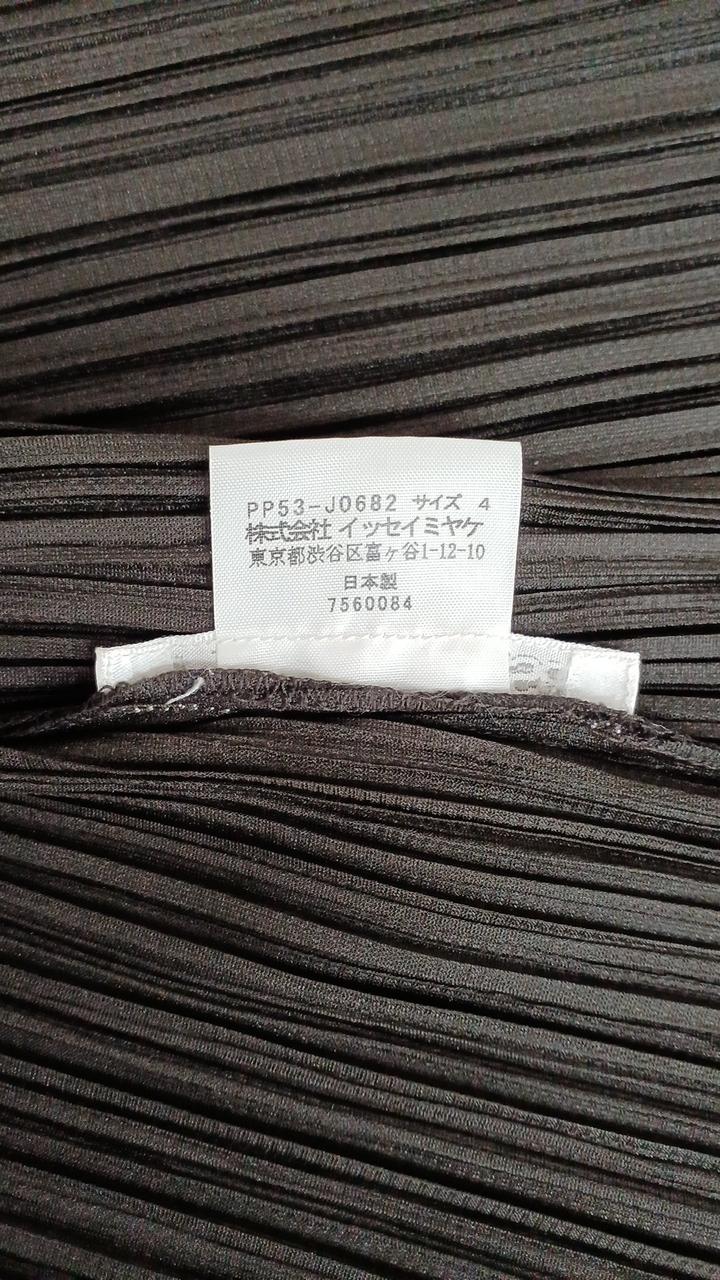 PP53-J0682 サイズ 4
株式会社 イッセイミヤケ
東京都渋谷区富ヶ谷1-12-10
日本製
7560084